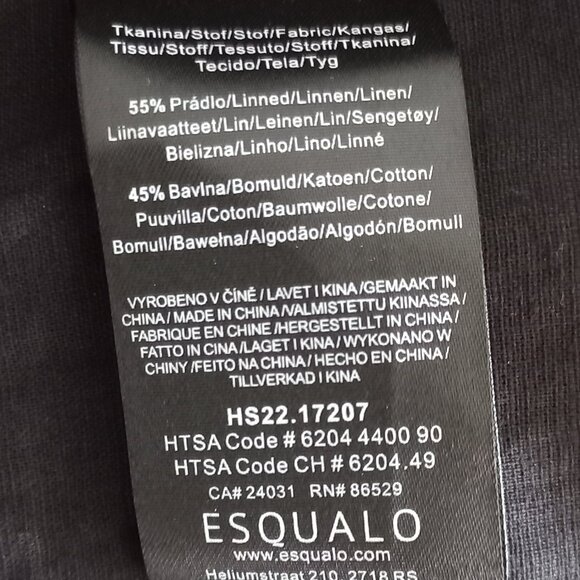 Tkanina/Stof/Stof/Fabric/Kangas/
Tissu/Stoff/Tessuto/Stoff/Tkanina/
Tecido/Tela/Tyg
55% Prádlo/Linned/Linnen/Linen/
Liinavaatteet/Lin/Leinen/Lin/Sengetøy/
Bielizna/Linho/Lino/Linné
45% Bavlna/Bomuld/Katoen/Cotton/
Puuvilla/Coton/Baumwolle/Cotone/
Bomull/Bawełna/Algodão/Algodón/Bomull
VYROBENO V ČÍNĚ / LAVET I KINA /GEMAAKT IN
CHINA / MADE IN CHINA /VALMISTETTU KIINASSA /
FABRIQUE EN CHINE /HERGESTELLT IN CHINA/
FATTO IN CINA/LAGET I KINA / WYKONANO W
CHINY /FEITO NA CHINA / HECHO EN CHINA /
TILLVERKAD I KINA
HS22.17207
HTSA Code # 6204 4400 90
HTSA Code CH # 6204.49
CA# 24031 RN# 86529
ESQUALO
www.esqualo.com
Heliumstraat 210, 2718 RS